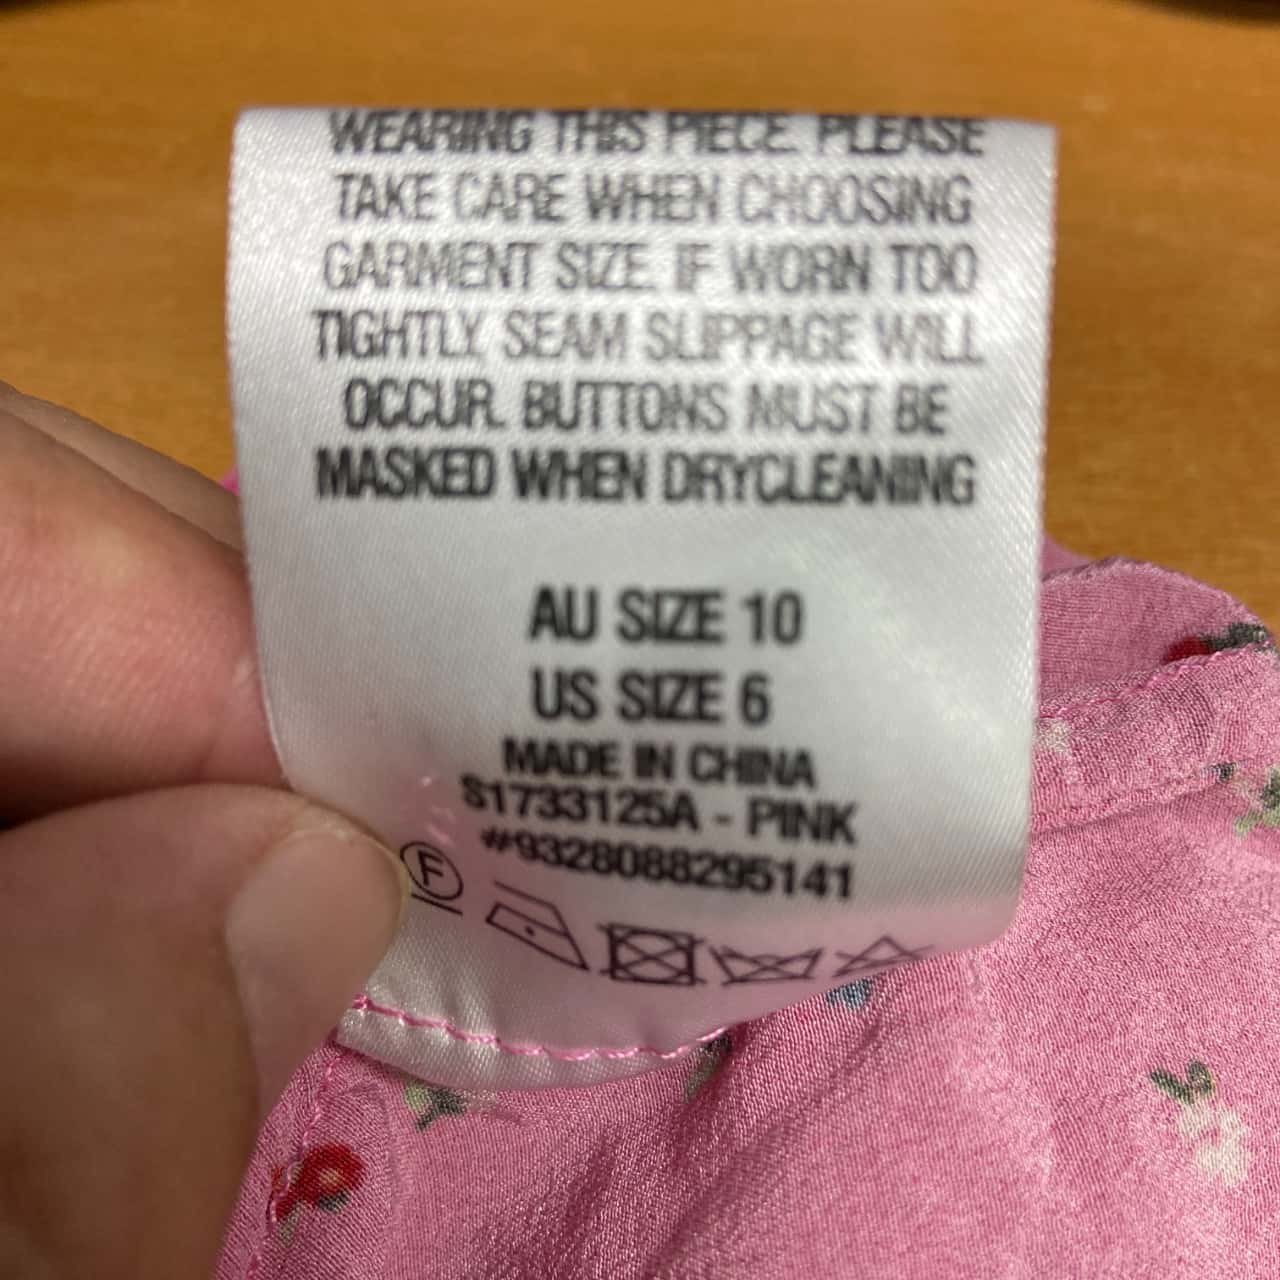 WEARING THIS PIECE. PLEASE
TAKE CARE WHEN CHOOSING
GARMENT SIZE. IF WORN TOO
TIGHTLY, SEAM SLIPPAGE WILL
OCCUR. BUTTONS MUST BE
MASKED WHEN DRYCLEANING
AU SIZE 10
US SIZE 6
MADE IN CHINA
S1733125A - PINK
#9328088295141
F